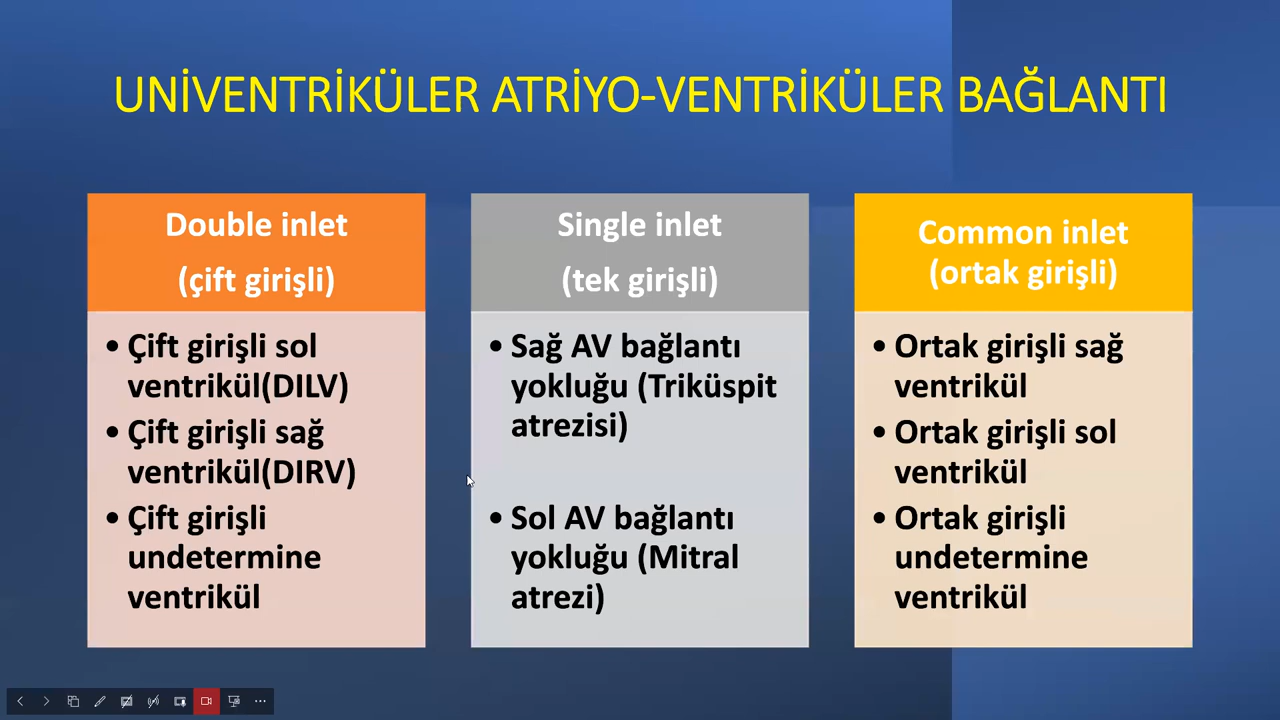 UNİVENTRİKÜLER ATRİYO-VENTRİKÜLER BAĞLANTI
Double inlet
(çift girişli)
• Çift girişli sol
ventrikül(DILV)
• Çift girişli sağ
ventrikül(DIRV)
• Çift girişli
undetermine
ventrikül
Single inlet
(tek girişli)
• Sağ AV bağlantı
yokluğu (Triküspit
atrezisi)
• Sol AV bağlantı
yokluğu (Mitral
atrezi)
Common inlet
(ortak girişli)
• Ortak girişli sağ
ventrikül
• Ortak girişli sol
ventrikül
• Ortak girişli
undetermine
ventrikül